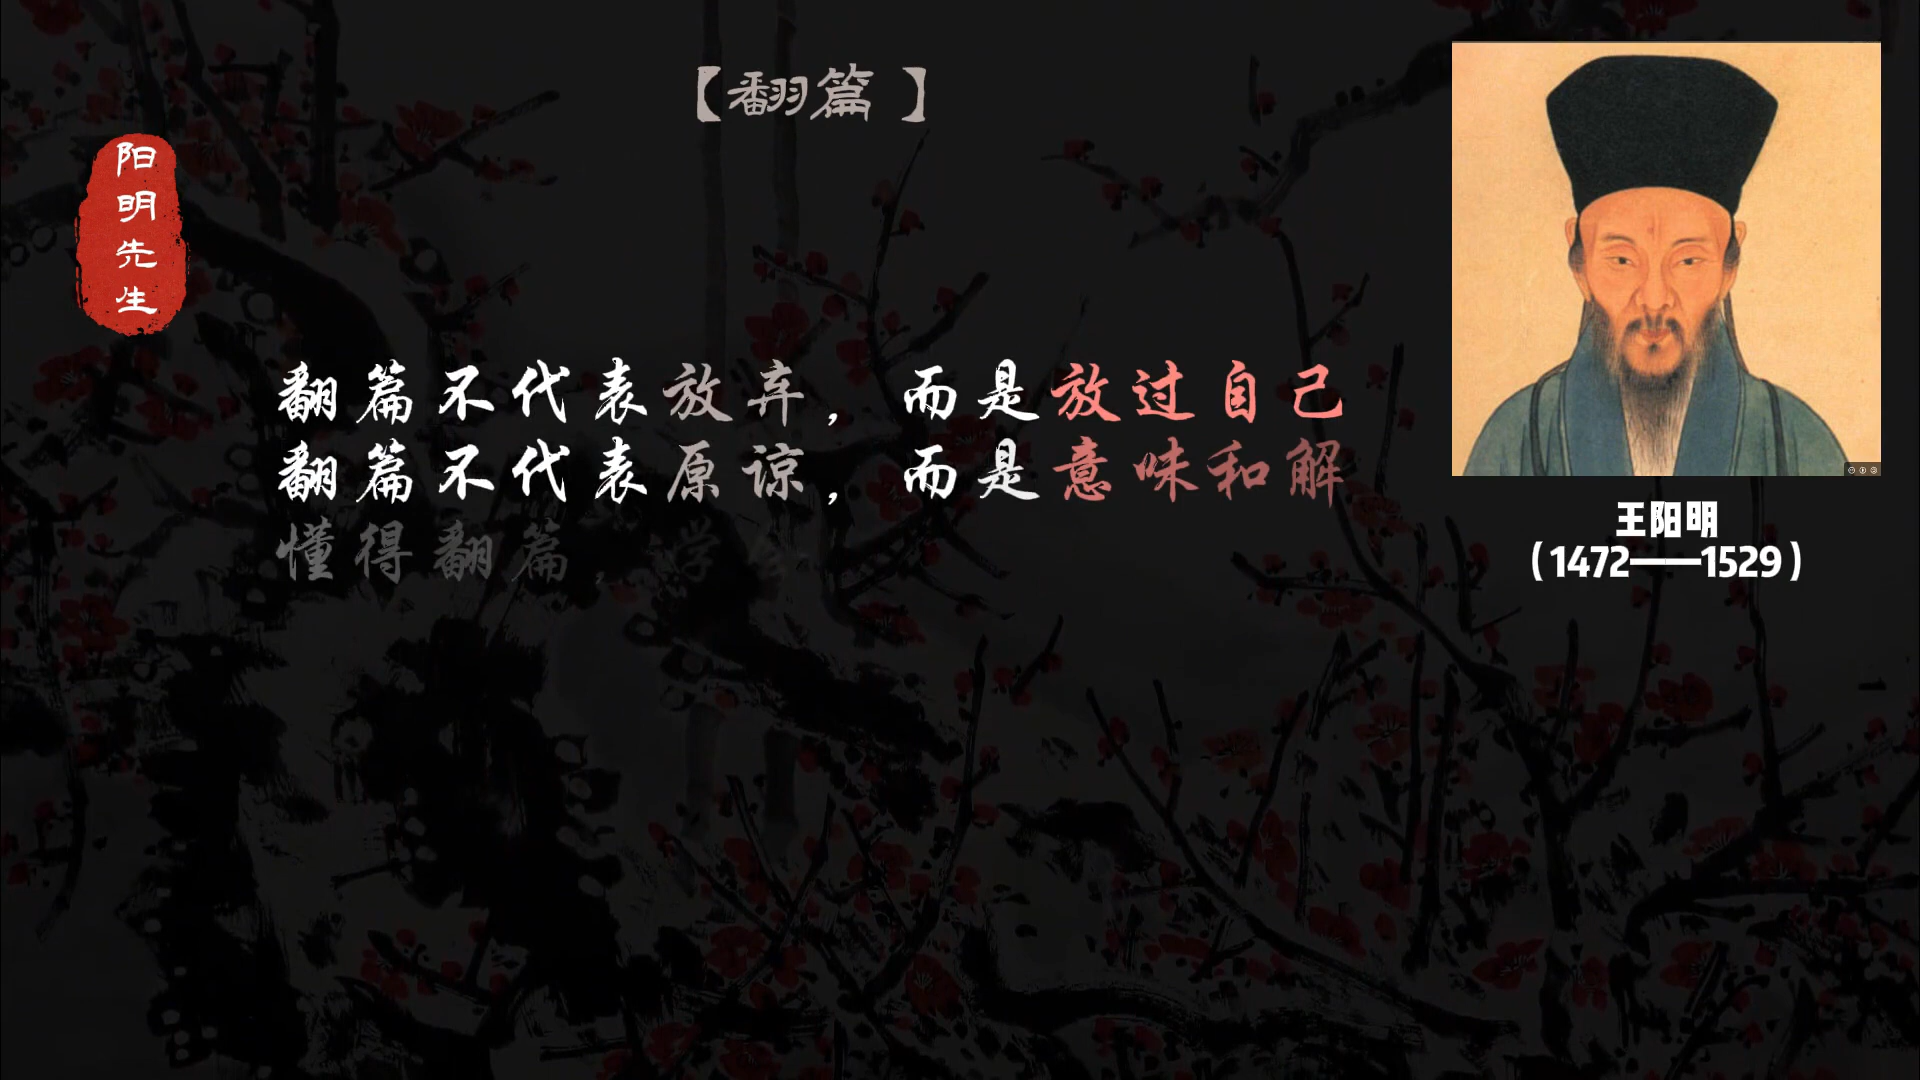 【翻篇】
阳明先生
翻篇不代表放弃，而是放过自己
翻篇不代表原谅，而是意味和解
懂得翻篇，学
王阳明
（1472——1529）